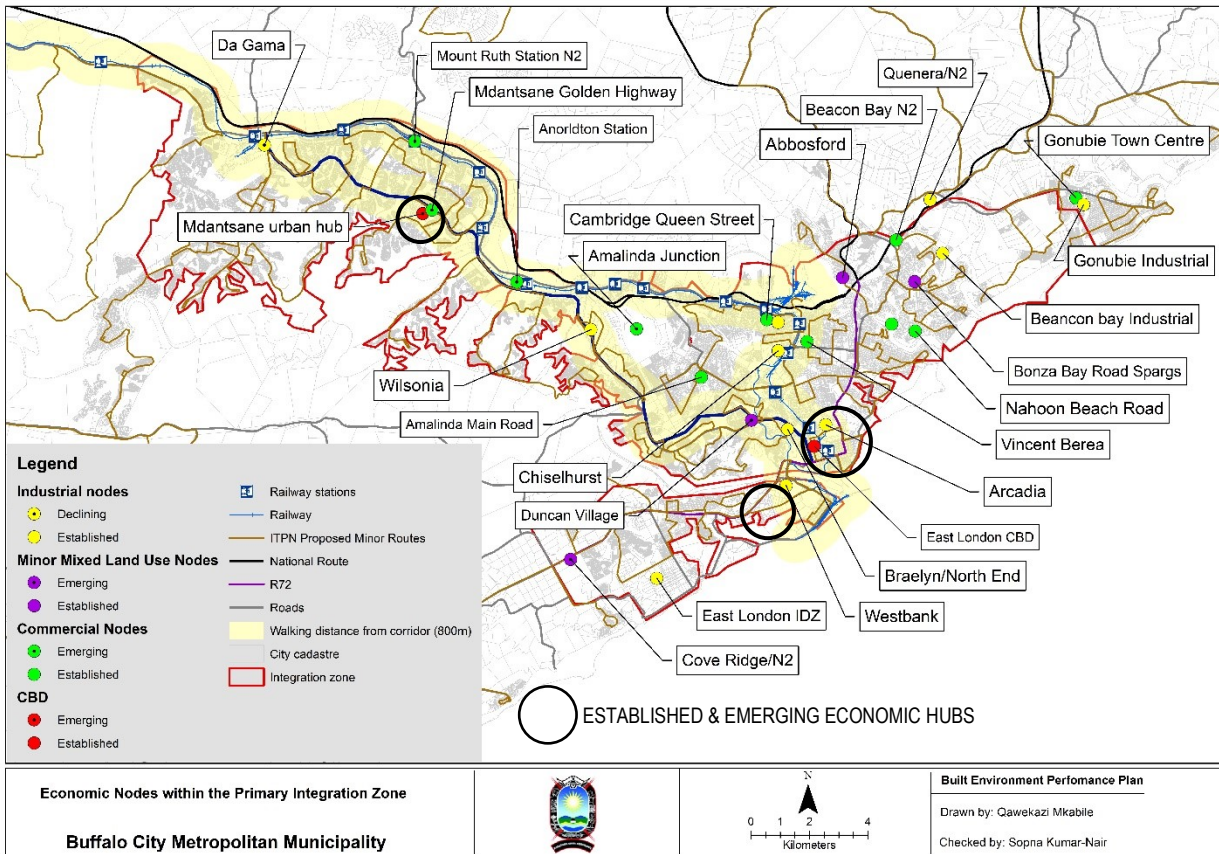 Da Gama
Mount Ruth Station N2
Mdantsane Golden Highway
Anorldton Station
Quenera/N2
Beacon Bay N2
Abbosford
Gonubie Town Centre
Mdantsane urban hub
Cambridge Queen Street
Amalinda Junction
Gonubie Industrial
Beancon bay Industrial
Wilsonia
Bonza Bay Road Spargs
Amalinda Main Road
Nahoon Beach Road
Vincent Berea
Chiselhurst
Arcadia
Duncan Village
East London CBD
Braelyn/North End
East London IDZ
Westbank
Cove Ridge/N2
Legend
Industrial nodes
Declining
Established
Minor Mixed Land Use Nodes
Emerging
Established
Commercial Nodes
Emerging
Established
CBD
Emerging
Established
Railway stations
Railway
ITPN Proposed Minor Routes
National Route
R72
Roads
Walking distance from corridor (800m)
City cadastre
Integration zone
ESTABLISHED & EMERGING ECONOMIC HUBS
Economic Nodes within the Primary Integration Zone
Buffalo City Metropolitan Municipality
N
0 1 2 4
Kilometers
Built Environment Perfomance Plan
Drawn by: Qawekazi Mkabile
Checked by: Sopna Kumar-Nair